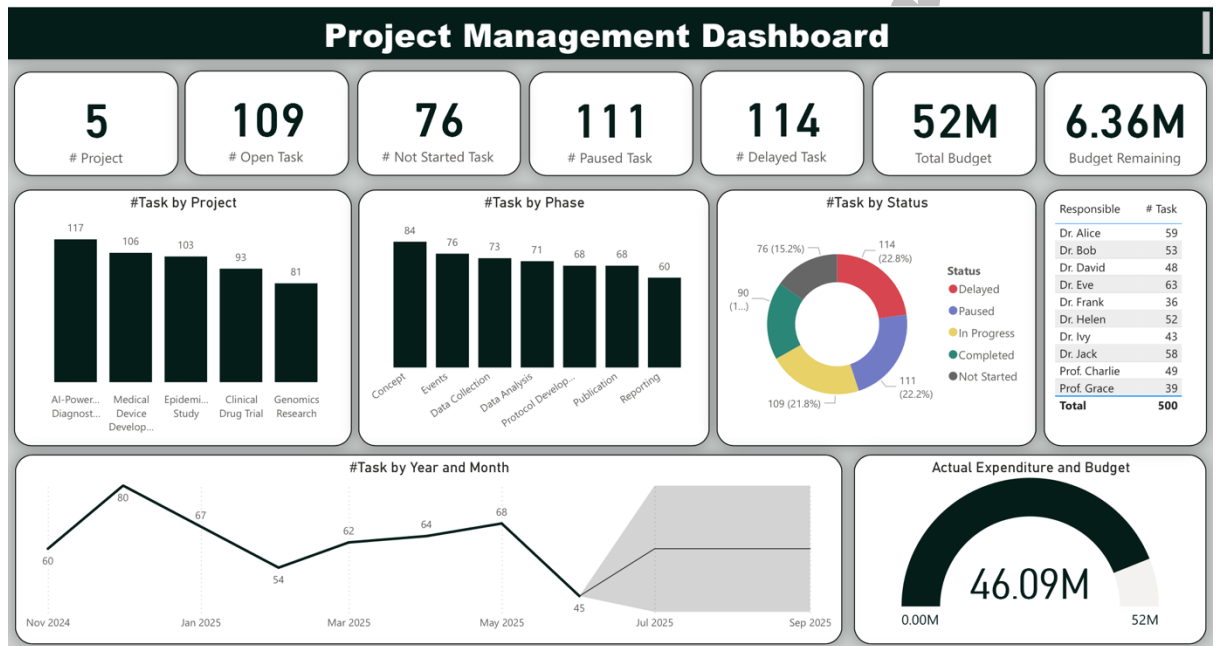 Project Management Dashboard
5
# Project
109
# Open Task
76
# Not Started Task
111
# Paused Task
114
# Delayed Task
52M
Total Budget
6.36M
Budget Remaining
#Task by Project
117
106
103
93
81
AI-Power...
Diagnost...
Medical
Device
Develop...
Epidemi...
Study
Clinical
Drug Trial
Genomics
Research
#Task by Phase
84
76
73
71
68
68
60
Concept
Events
Data Collection
Data Analysis
Protocol Develop...
Publication
Reporting
#Task by Status
76 (15.2%)
114
(22.8%)
90
(1...)
109 (21.8%)
111
(22.2%)
Status
Delayed
Paused
In Progress
Completed
Not Started
Responsible # Task
Dr. Alice 59
Dr. Bob 53
Dr. David 48
Dr. Eve 63
Dr. Frank 36
Dr. Helen 52
Dr. Ivy 43
Dr. Jack 58
Prof. Charlie 49
Prof. Grace 39
Total 500
#Task by Year and Month
60
80
67
54
62
64
68
45
Nov 2024
Jan 2025
Mar 2025
May 2025
Jul 2025
Sep 2025
Actual Expenditure and Budget
46.09M
0.00M
52M